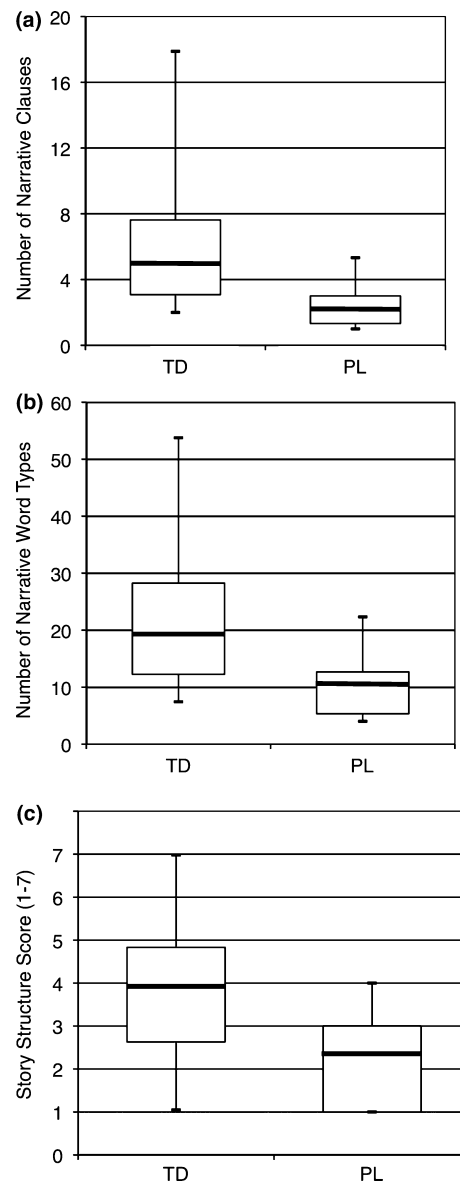 (a)
Number of Narrative Clauses
20
16
12
8
4
0
TD PL
(b)
Number of Narrative Word Types
60
50
40
30
20
10
0
TD PL
(c)
Story Structure Score (1-7)
7
6
5
4
3
2
1
0
TD PL